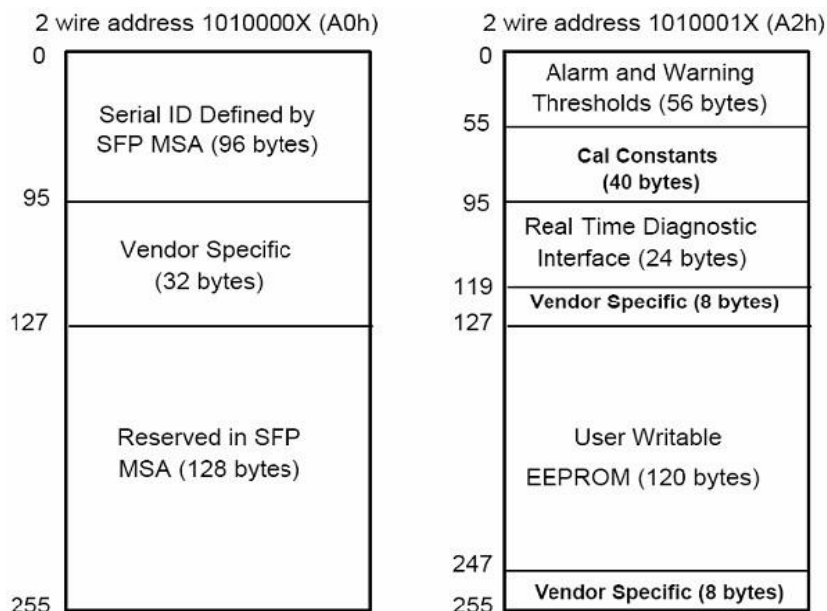 2 wire address 1010000X (A0h)
0
Serial ID Defined by
SFP MSA (96 bytes)
95
Vendor Specific
(32 bytes)
127
Reserved in SFP
MSA (128 bytes)
255
2 wire address 1010001X (A2h)
0
Alarm and Warning
Thresholds (56 bytes)
55
Cal Constants
(40 bytes)
95
Real Time Diagnostic
Interface (24 bytes)
119
Vendor Specific (8 bytes)
127
User Writable
EEPROM (120 bytes)
247
Vendor Specific (8 bytes)
255